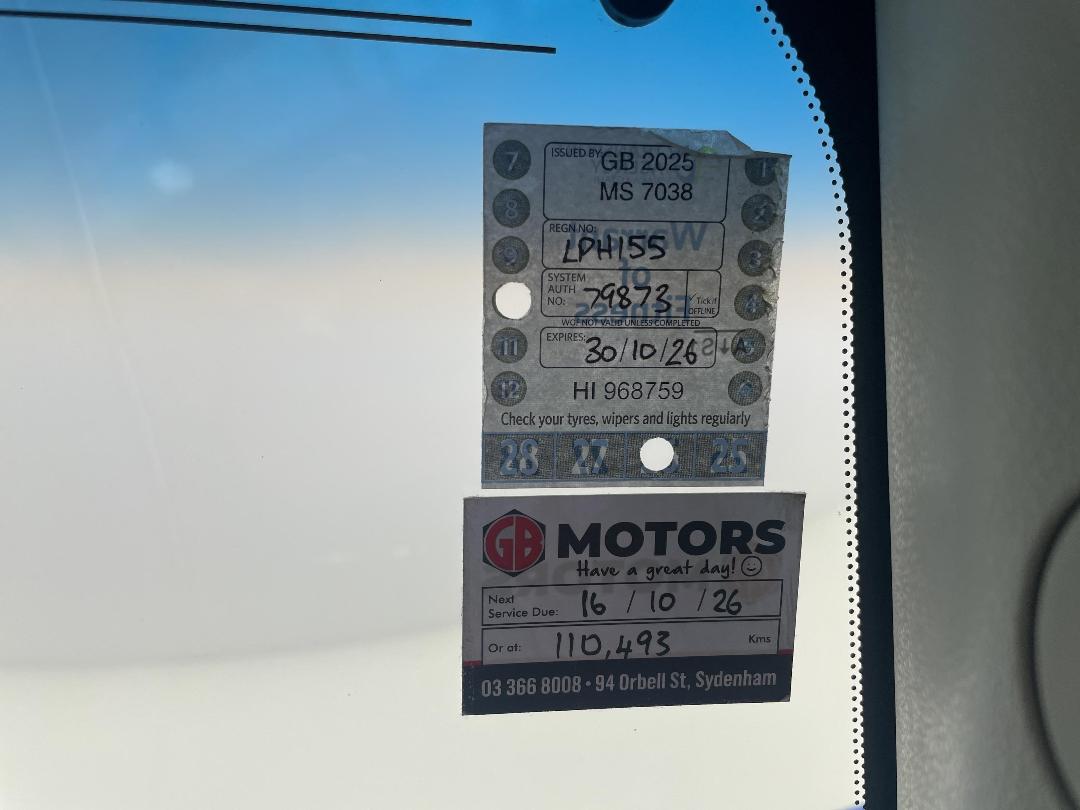 7 ISSUED BY GB 2025 1
8 MS 7038 2
REGN NO:
9 LPH155 3
Warrant
of
Fitness
SYSTEM
AUTH
NO: 79873 Tick if OFFLINE 4
WOF NOT VALID UNLESS COMPLETED
11 EXPIRES: 30/10/26 5
12 HI 968759 6
Check your tyres, wipers and lights regularly
28 27 25
GB MOTORS
Have a great day!
Next
Service Due: 16 / 10 / 26
Or at: 110,493 Kms
03 366 8008 • 94 Orbell St, Sydenham